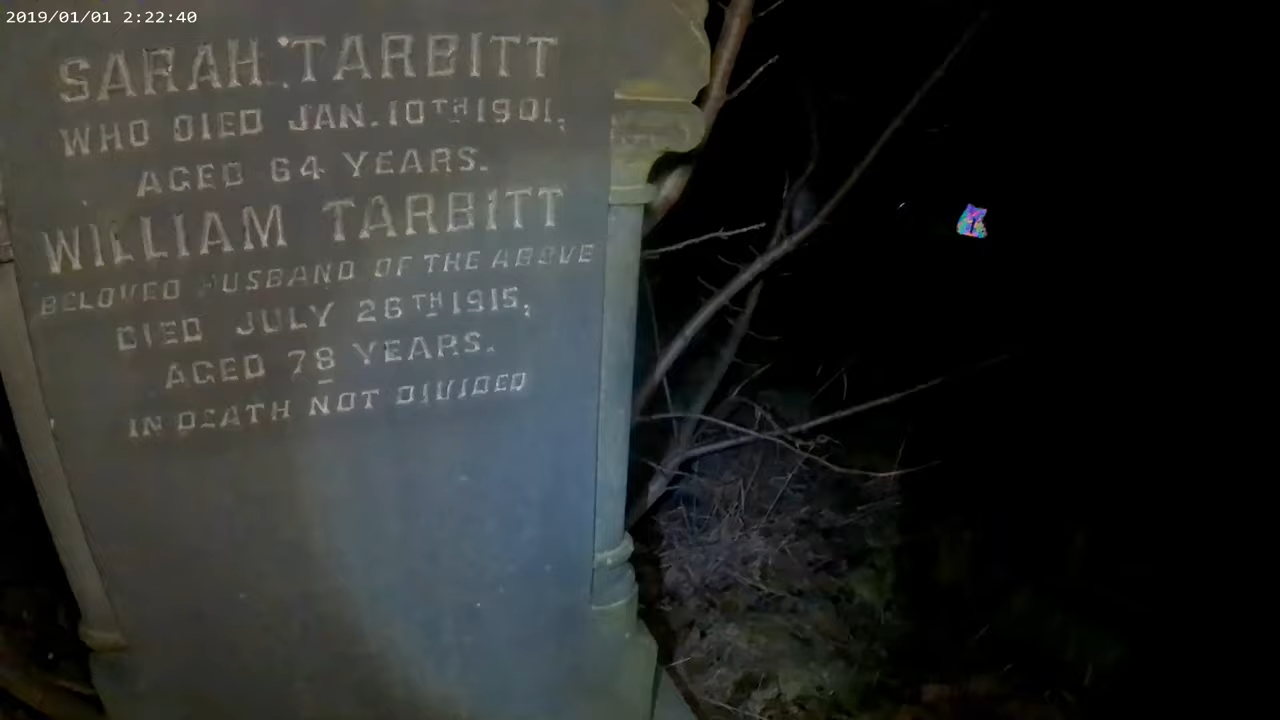 2019/01/01 2:22:40
SARAH TARBITT
WHO DIED JAN. 10TH 1901,
AGED 64 YEARS.
WILLIAM TARBITT
BELOVED HUSBAND OF THE ABOVE
DIED JULY 26TH 1915,
AGED 78 YEARS.
IN DEATH NOT DIVIDED